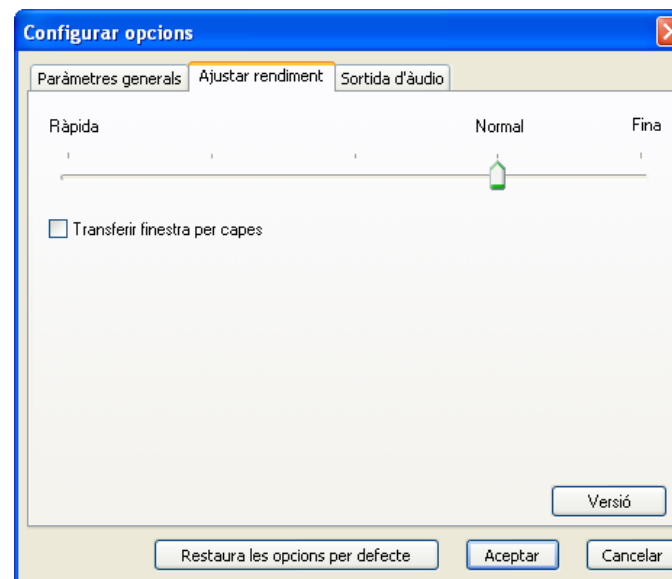 Configurar opcions
Paràmetres generals Ajustar rendiment Sortida d'àudio
Ràpida Normal Fina
Transferir finestra per capes
Versió
Restaura les opcions per defecte Aceptar Cancelar